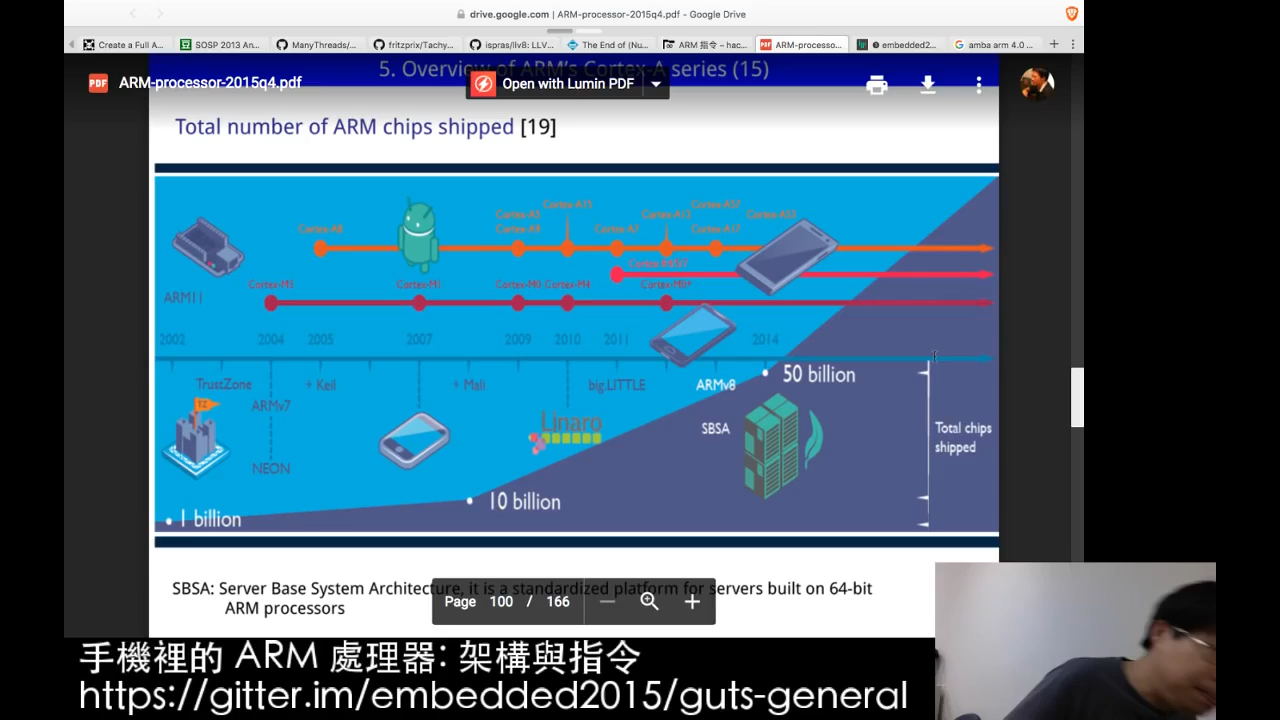 drive.google.com | ARM-processor-2015q4.pdf - Google Drive
Create a Full A...
SOSP 2013 An...
ManyThreads/...
fritzprix/Tachy...
ispras/llv8: LLV...
The End of (Nu...
ARM 指令 – hac...
ARM-processo...
embedded2...
amba arm 4.0 ...
5. Overview of ARM's Cortex-A series (15)
PDF ARM-processor-2015q4.pdf
Open with Lumin PDF
Total number of ARM chips shipped [19]
Cortex-A15
Cortex-A5
Cortex-A57
Cortex-A53
Cortex-A8
Cortex-A9
Cortex-A7
Cortex-A17
Cortex-M3
Cortex-M1
Cortex-M0 Cortex-M4
Cortex-M0+
ARM11
2002 2004 2005 2007 2009 2010 2011 2014
TrustZone + Keil + Mali big.LITTLE ARMv8 50 billion
TZ ARMv7
Linaro
SBSA
Total chips
shipped
NEON
10 billion
1 billion
SBSA: Server Base System Architecture, it is a standardized platform for servers built on 64-bit
ARM processors
Page 100 / 166
手機裡的 ARM 處理器: 架構與指令
https://gitter.im/embedded2015/guts-general